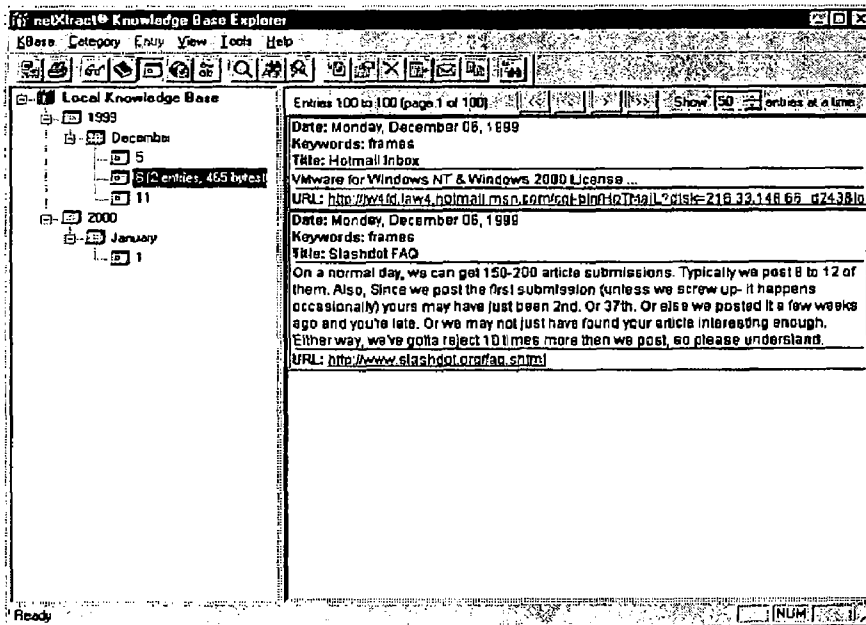 netXtract® Knowledge Base Explorer
KBase Category Entry View Tools Help
Local Knowledge Base
1999
December
5
6 (2 entries, 465 bytes)
11
2000
January
1
Entries 100 to 100 (page 1 of 100) << < > >> Show 50 entries at a time
Date: Monday, December 06, 1999
Keywords: frames
Title: Hotmail Inbox
VMware for Windows NT & Windows 2000 License ...
URL:
Date: Monday, December 06, 1999
Keywords: frames
Title: Slashdot FAQ
On a normal day, we can get 150-200 article submissions. Typically we post 8 to 12 of
them. Also, Since we post the first submission (unless we screw up- it happens
occasionally) yours may have just been 2nd. Or 37th. Or else we posted it a few weeks
ago and you're late. Or we may not just have found your article interesting enough.
Either way, we've gotta reject 10 times more then we post, so please understand.
URL: http://www.slashdot.org/faq.shtml
Ready
NUM